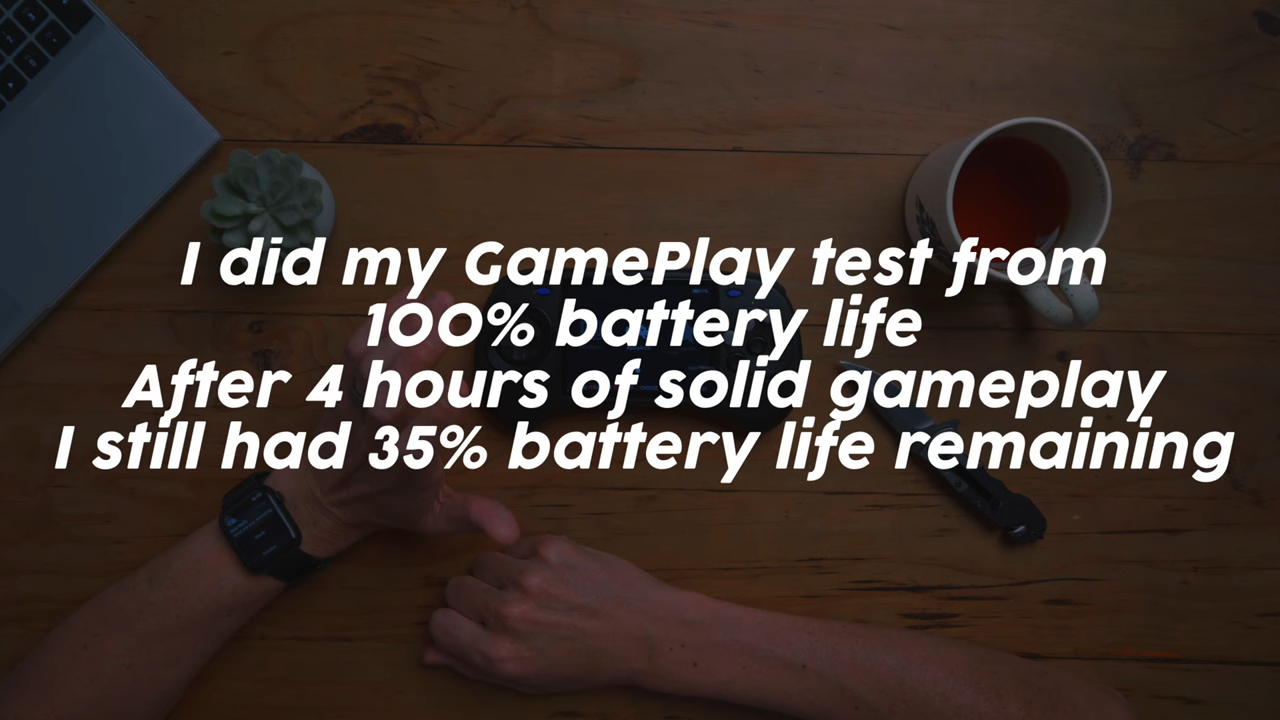 I did my GamePlay test from
100% battery life
After 4 hours of solid gameplay
I still had 35% battery life remaining